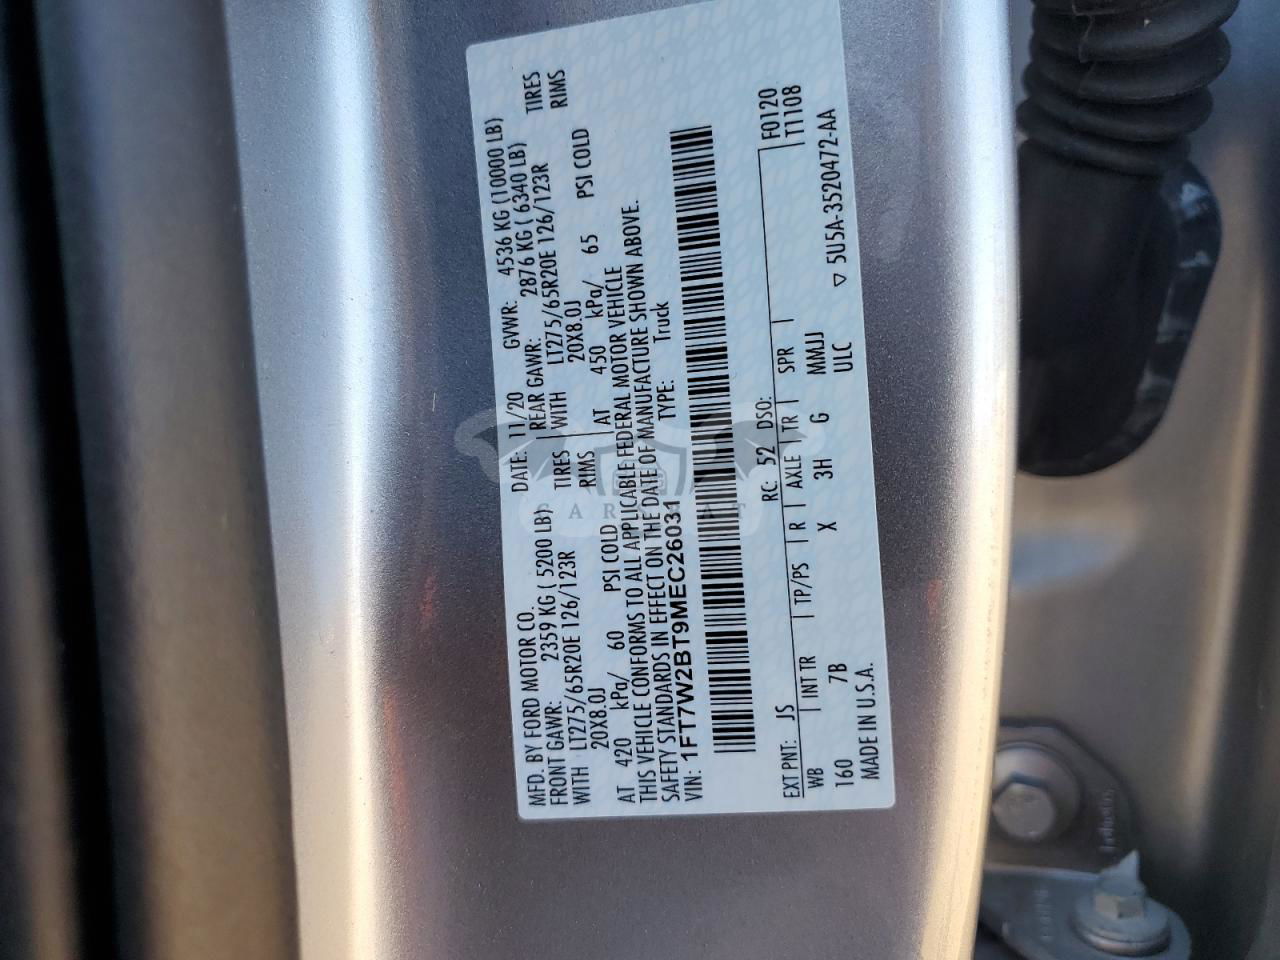 MFD. BY FORD MOTOR CO. DATE: 11/20 GVWR: 4536 KG (10000 LB)
FRONT GAWR: 2359 KG ( 5200 LB) REAR GAWR: 2876 KG ( 6340 LB)
WITH LT275/65R20E 126/123R TIRES WITH LT275/65R20E 126/123R TIRES
20X8.0J RIMS 20X8.0J RIMS
AT 420 kPa/ 60 PSI COLD AT 450 kPa/ 65 PSI COLD
THIS VEHICLE CONFORMS TO ALL APPLICABLE FEDERAL MOTOR VEHICLE
SAFETY STANDARDS IN EFFECT ON THE DATE OF MANUFACTURE SHOWN ABOVE.
VIN: 1FT7W2BT9MEC26031 TYPE: Truck
EXT PNT: JS RC: 52 DSO: F0120
WB INT TR TP/PS R AXLE TR SPR T1108
160 7B X 3H G MMJJ
ULC
MADE IN U.S.A. ▽ 5U5A-3520472-AA